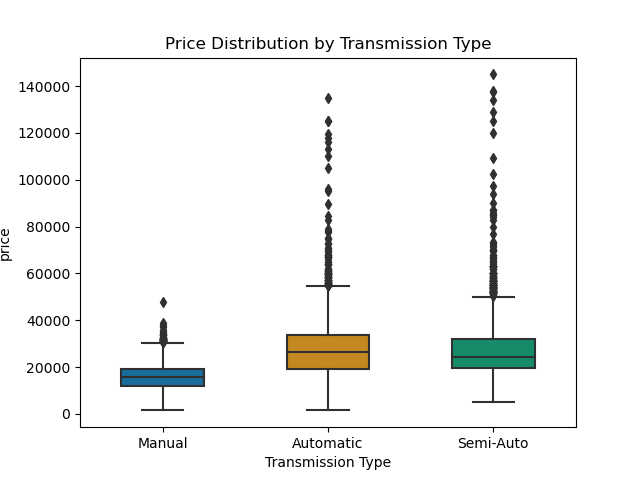 Price Distribution by Transmission Type
140000
120000
100000
80000
60000
40000
20000
0
price
Manual
Automatic
Semi-Auto
Transmission Type